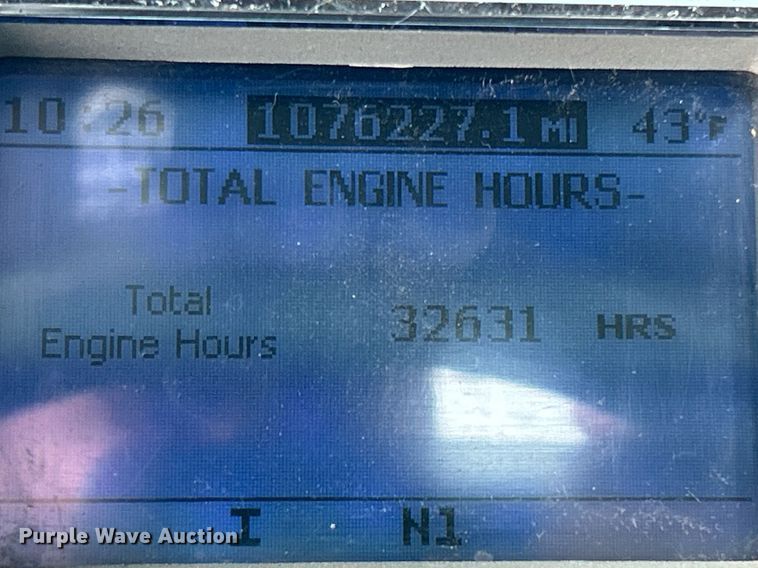 10:26 1076227.1 MI 43°F
-TOTAL ENGINE HOURS-
Total
Engine Hours 32631 HRS
I N1
Purple Wave Auction